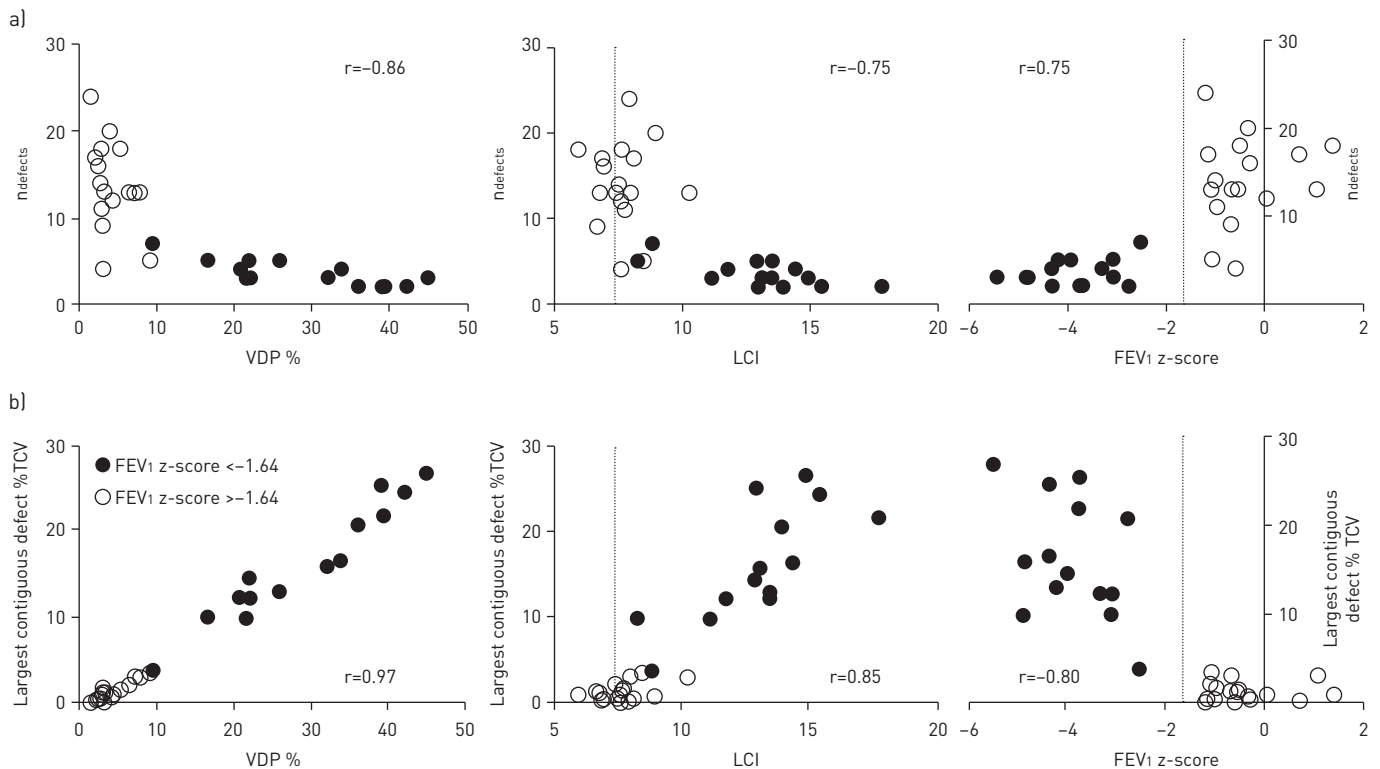 a)
30
20
10
0
ndefects
r=–0.86
0 10 20 30 40 50
VDP %
30
20
10
0
ndefects
r=–0.75
5 10 15 20
LCI
r=0.75
30
20
10
ndefects
–6 –4 –2 0 2
FEV1 z-score
b)
30
20
10
0
Largest contiguous defect %TCV
FEV1 z-score <–1.64
FEV1 z-score >–1.64
r=0.97
0 10 20 30 40 50
VDP %
30
20
10
0
Largest contiguous defect %TCV
r=0.85
5 10 15 20
LCI
r=–0.80
30
20
10
Largest contiguous
defect % TCV
–6 –4 –2 0 2
FEV1 z-score